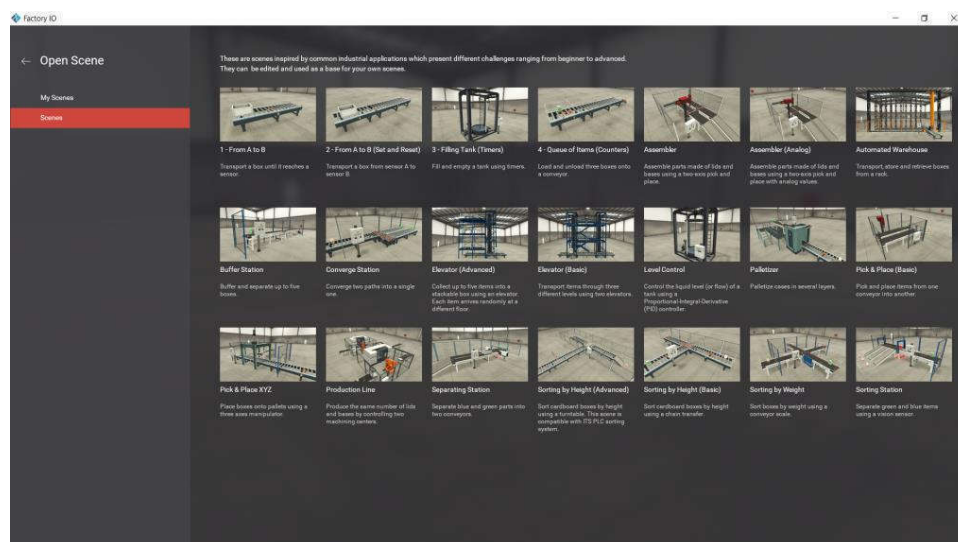 Factory IO
← Open Scene
My Scenes
Scenes
These are scenes inspired by common industrial applications which present different challenges ranging from beginner to advanced.
They can be edited and used as a base for your own scenes.
1 - From A to B
Transport a box until it reaches a
sensor.
2 - From A to B (Set and Reset)
Transport a box from sensor A to
sensor B.
3 - Filling Tank (Timers)
Fill and empty a tank using timers.
4 - Queue of Items (Counters)
Load and unload three boxes onto
a conveyor.
Assembler
Assemble parts made of lids and
bases using a two-axis pick and
place.
Assembler (Analog)
Assemble parts made of lids and
bases using a two-axis pick and
place with analog values.
Automated Warehouse
Transport, store and retrieve boxes
from a rack.
Buffer Station
Buffer and separate up to five
boxes.
Converge Station
Converge two paths into a single
one.
Elevator (Advanced)
Collect up to five items into a
stackable box using an elevator.
Each item arrives randomly at a
different floor.
Elevator (Basic)
Transport items through three
different levels using two elevators.
Level Control
Control the liquid level (or flow) of a
tank using a
Proportional-Integral-Derivative
(PID) controller.
Palletizer
Palletize cases in several layers.
Pick & Place (Basic)
Pick and place items from one
conveyor into another.
Pick & Place XYZ
Place boxes onto pallets using a
three axes manipulator.
Production Line
Produce the same number of lids
and bases by controlling two
machining centers.
Separating Station
Separate blue and green parts into
two conveyors.
Sorting by Height (Advanced)
Sort cardboard boxes by height
using a turntable. This scene is
compatible with ITS PLC sorting
system.
Sorting by Height (Basic)
Sort cardboard boxes by height
using a chain transfer.
Sorting by Weight
Sort boxes by weight using a
conveyor scale.
Sorting Station
Separate green and blue items
using a vision sensor.